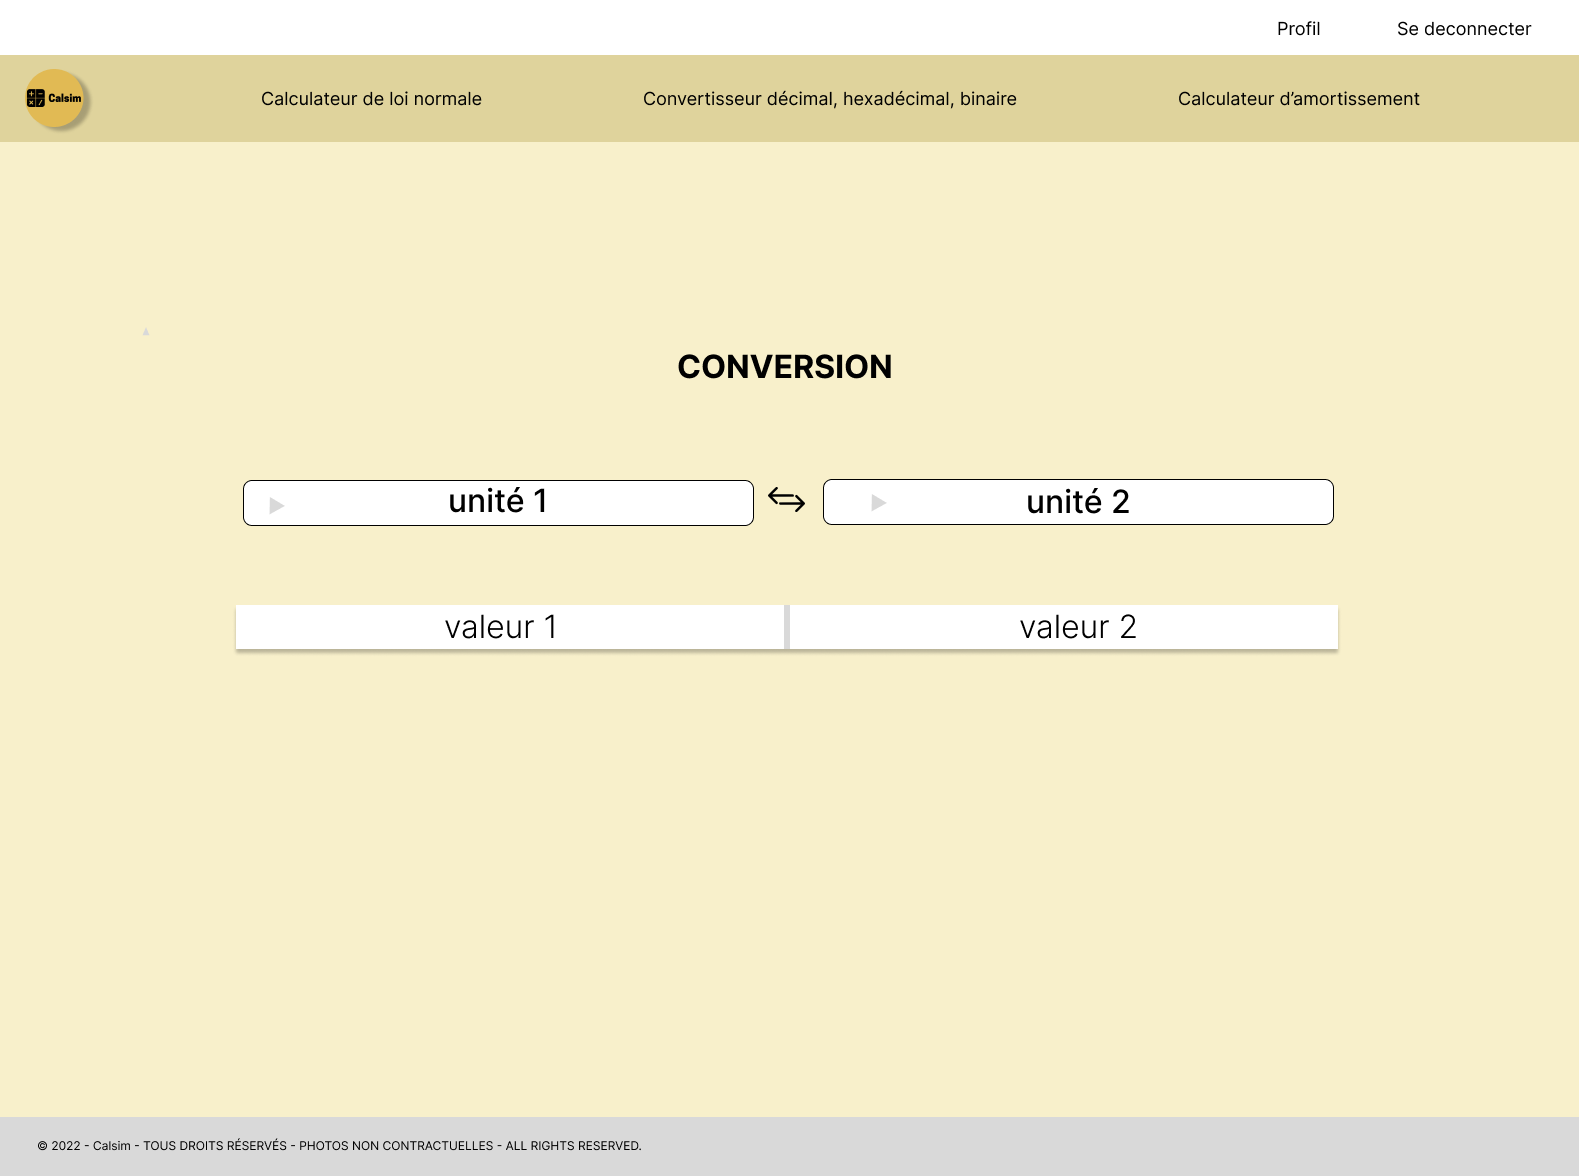 Profil Se deconnecter
Calsim Calculateur de loi normale Convertisseur décimal, hexadécimal, binaire Calculateur d’amortissement
CONVERSION
unité 1 unité 2
valeur 1 valeur 2
© 2022 - Calsim - TOUS DROITS RÉSERVÉS - PHOTOS NON CONTRACTUELLES - ALL RIGHTS RESERVED.